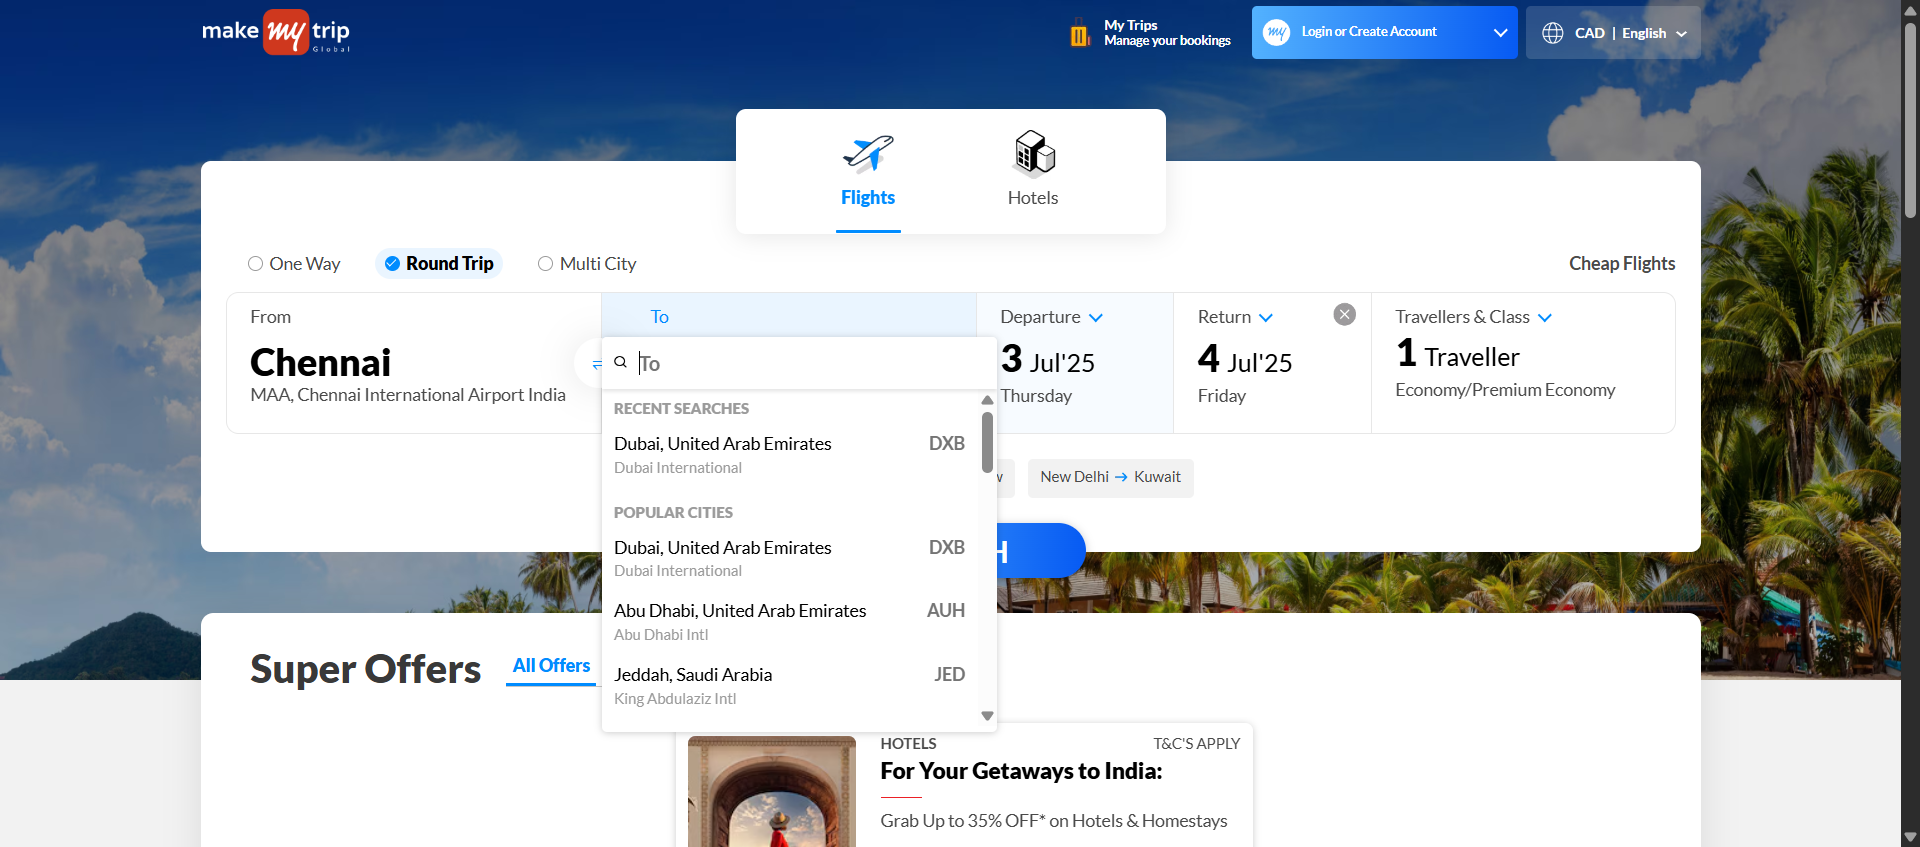 make my trip
Global
My Trips
Manage your bookings
my
Login or Create Account
CAD | English
Flights
Hotels
One Way
Round Trip
Multi City
Cheap Flights
From
Chennai
MAA, Chennai International Airport India
To
To
Departure
3 Jul'25
Thursday
Return
4 Jul'25
Friday
Travellers & Class
1 Traveller
Economy/Premium Economy
RECENT SEARCHES
Dubai, United Arab Emirates
DXB
Dubai International
POPULAR CITIES
Dubai, United Arab Emirates
DXB
Dubai International
Abu Dhabi, United Arab Emirates
AUH
Abu Dhabi Intl
Jeddah, Saudi Arabia
JED
King Abdulaziz Intl
New Delhi → Kuwait
Super Offers
All Offers
HOTELS
T&C'S APPLY
For Your Getaways to India:
Grab Up to 35% OFF* on Hotels & Homestays